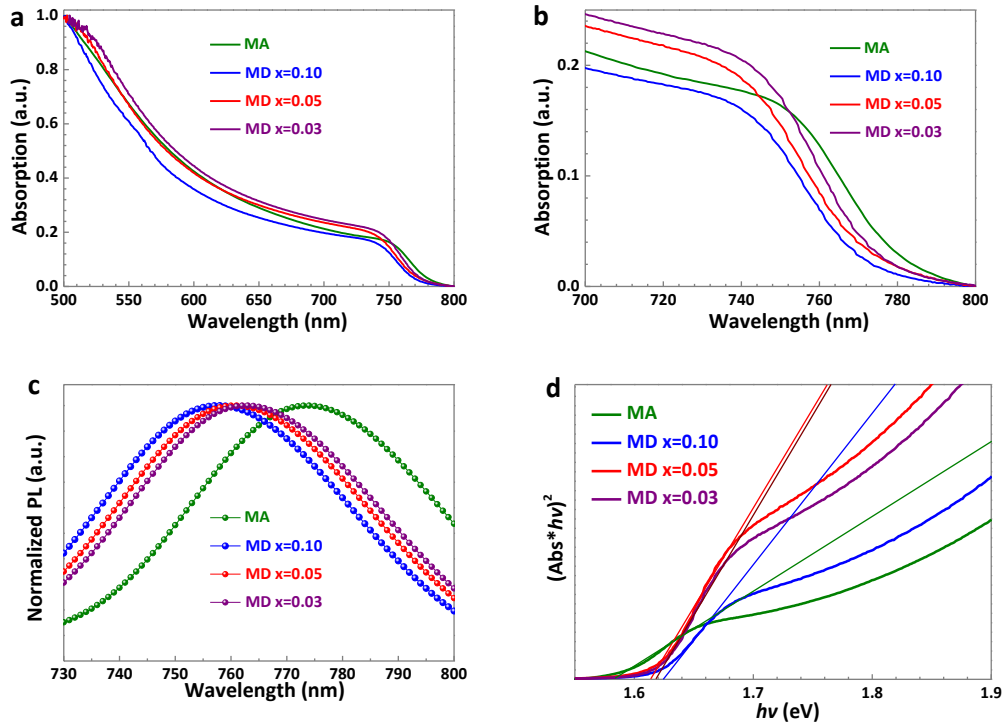 a
1.0
0.8
0.6
0.4
0.2
0.0
500 550 600 650 700 750 800
Absorption (a.u.)
Wavelength (nm)
MA
MD x=0.10
MD x=0.05
MD x=0.03
b
0.2
0.1
0.0
700 720 740 760 780 800
Absorption (a.u.)
Wavelength (nm)
MA
MD x=0.10
MD x=0.05
MD x=0.03
c
730 740 750 760 770 780 790 800
Normalized PL (a.u.)
Wavelength (nm)
MA
MD x=0.10
MD x=0.05
MD x=0.03
d
1.6 1.7 1.8 1.9
(Abs*hν)²
hν (eV)
MA
MD x=0.10
MD x=0.05
MD x=0.03